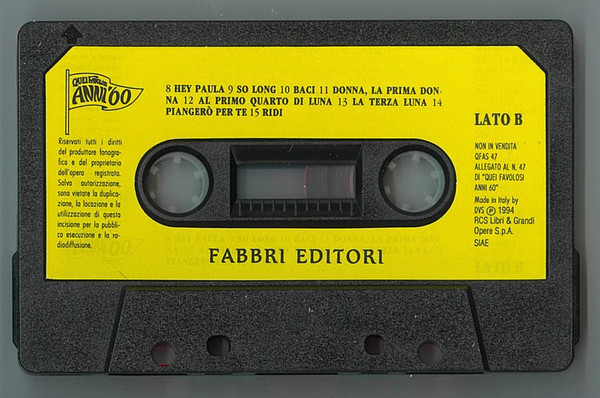 QUEI FAVOLOSI
ANNI '60
8 HEY PAULA 9 SO LONG 10 BACI 11 DONNA, LA PRIMA DON-
NA 12 AL PRIMO QUARTO DI LUNA 13 LA TERZA LUNA 14
PIANGERÒ PER TE 15 RIDI
LATO B
Riservati tutti i diritti
del produttore fonogra-
fico e del proprietario
dell'opera registrata.
Salvo autorizzazione,
sono vietate la duplica-
zione, la locazione e la
utilizzazione di questa
incisione per la pubbli-
ca esecuzione e la ra-
diodiffusione.
NON IN VENDITA
QFAS 47
ALLEGATO AL N. 47
DI "QUEI FAVOLOSI
ANNI 60"
Made in Italy by
DVS ℗ 1994
RCS Libri & Grandi
Opere S.p.A.
SIAE
FABBRI EDITORI